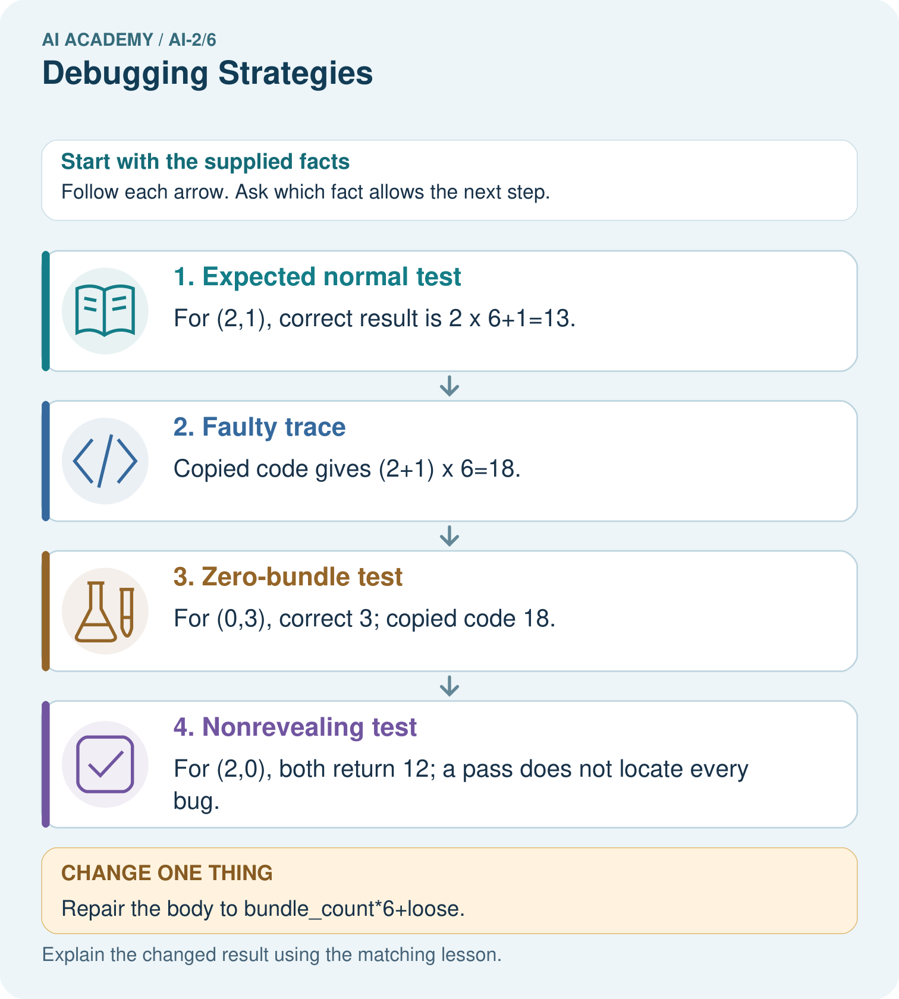 AI ACADEMY / AI-2/6
Debugging Strategies
Start with the supplied facts
Follow each arrow. Ask which fact allows the next step.
1. Expected normal test
For (2,1), correct result is 2 x 6+1=13.
2. Faulty trace
Copied code gives (2+1) x 6=18.
3. Zero-bundle test
For (0,3), correct 3; copied code 18.
4. Nonrevealing test
For (2,0), both return 12; a pass does not locate every
bug.
CHANGE ONE THING
Repair the body to bundle_count*6+loose.
Explain the changed result using the matching lesson.